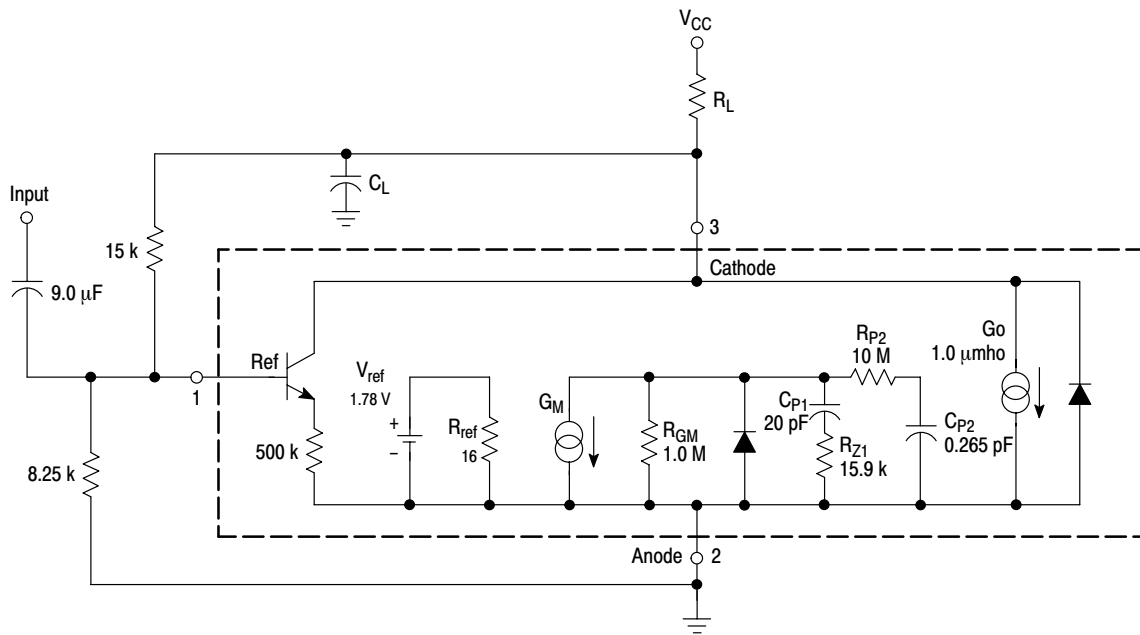 VCC
RL
CL
Input
15 k
3
Cathode
9.0 μF
Ref
1
Vref
1.78 V
+
–
Rref
16
500 k
GM
RGM
1.0 M
CP1
20 pF
RZ1
15.9 k
RP2
10 M
CP2
0.265 pF
Go
1.0 μmho
8.25 k
Anode
2